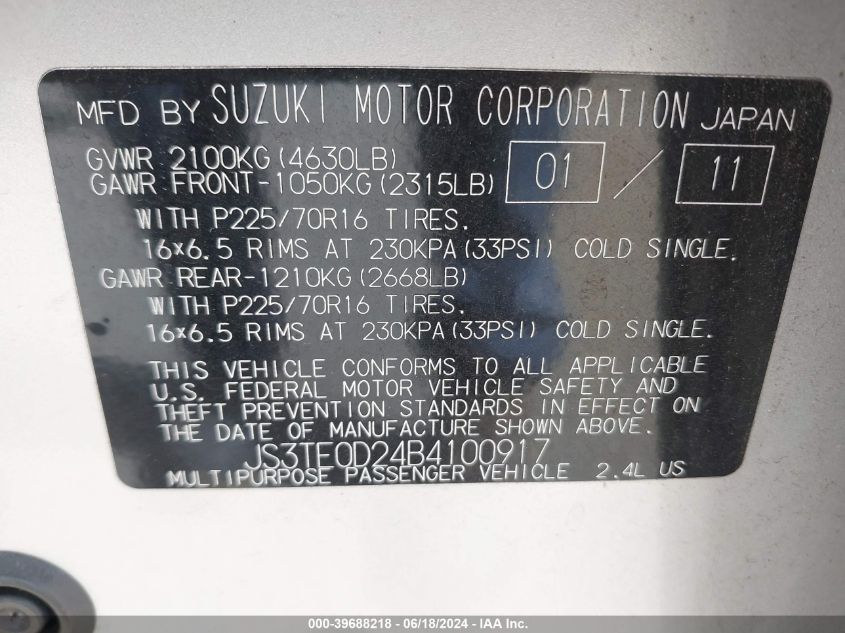 MFD BY SUZUKI MOTOR CORPORATION JAPAN
GVWR 2100KG(4630LB)
GAWR FRONT-1050KG(2315LB) 01 / 11
WITH P225/70R16 TIRES.
16×6.5 RIMS AT 230KPA(33PSI) COLD SINGLE.
GAWR REAR-1210KG(2668LB)
WITH P225/70R16 TIRES.
16×6.5 RIMS AT 230KPA(33PSI) COLD SINGLE.
THIS VEHICLE CONFORMS TO ALL APPLICABLE
U.S. FEDERAL MOTOR VEHICLE SAFETY AND
THEFT PREVENTION STANDARDS IN EFFECT ON
THE DATE OF MANUFACTURE SHOWN ABOVE.
JS3TE0D24B4100917
MULTIPURPOSE PASSENGER VEHICLE 2.4L US
000-39688218 - 06/18/2024 - IAA Inc.